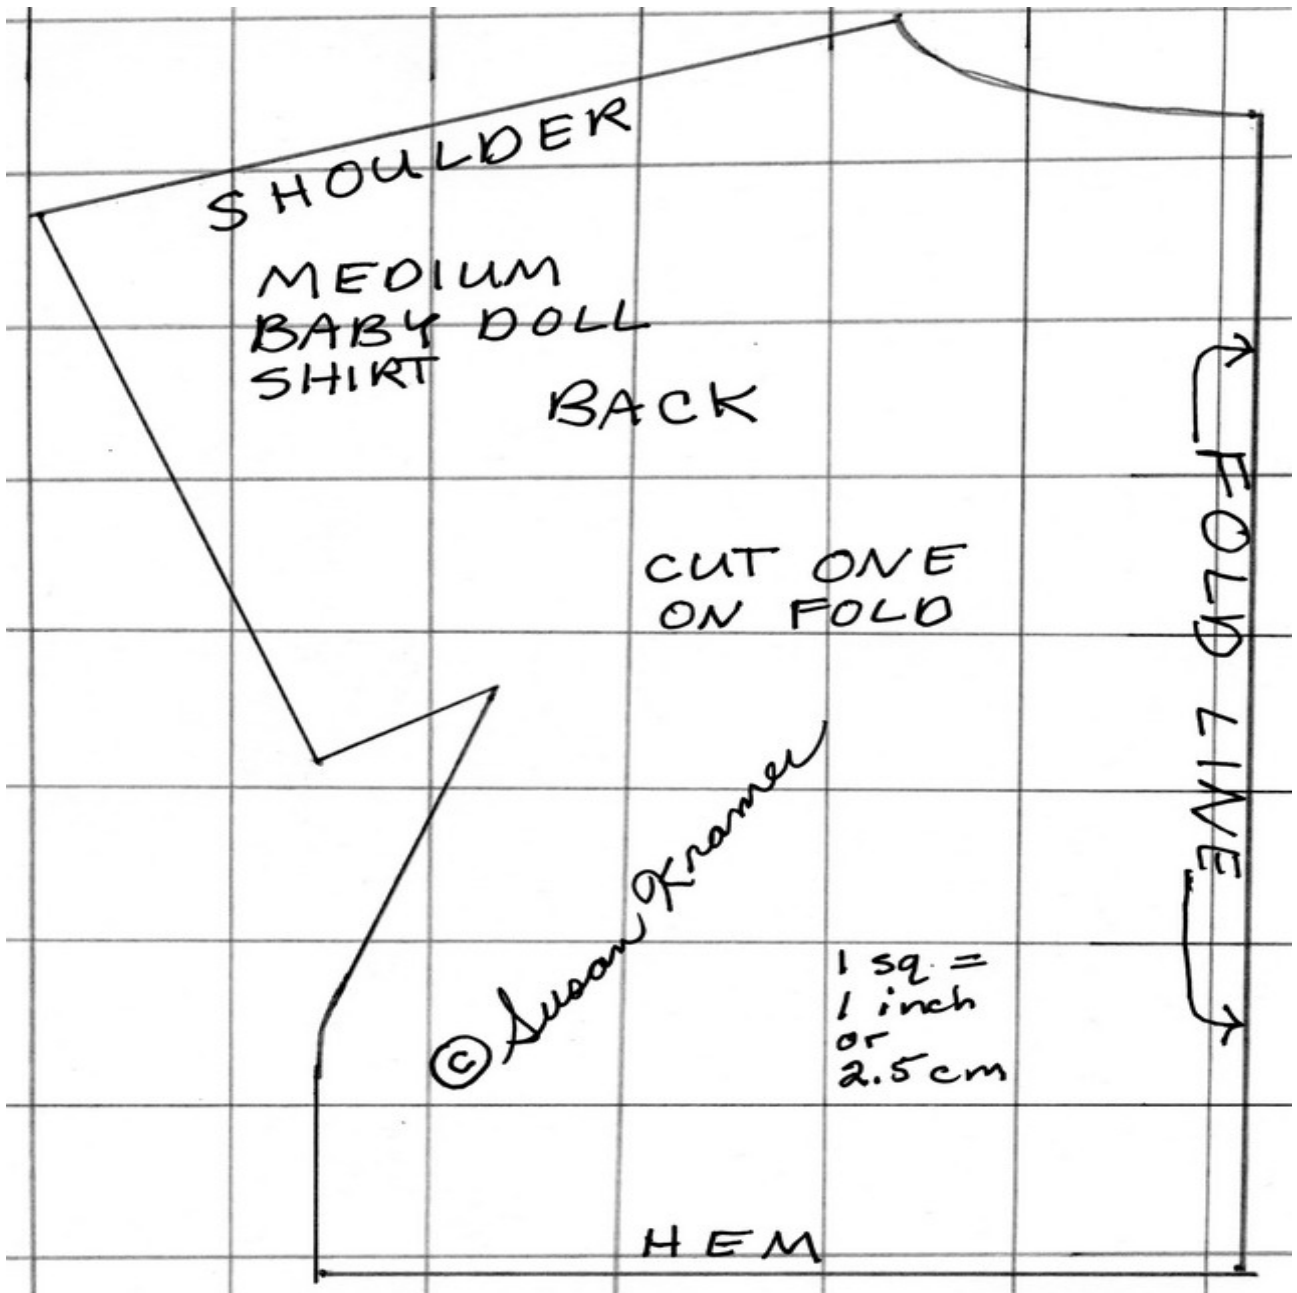 SHOULDER
MEDIUM
BABY DOLL
SHIRT
BACK
CUT ONE
ON FOLD
FOLD LINE
© Susan Kramer
1 sq =
1 inch
or
2.5 cm
HEM